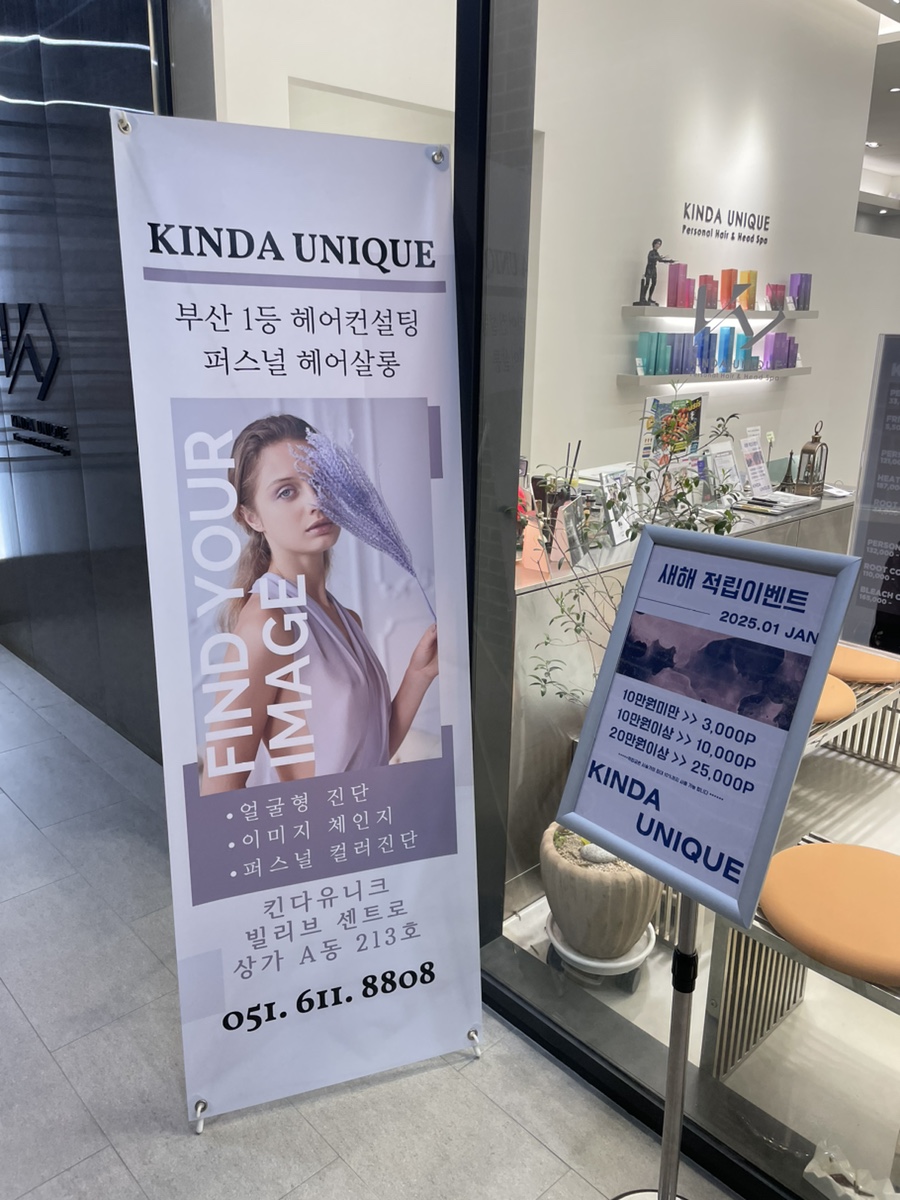 KINDA UNIQUE
부산 1등 헤어컨설팅
퍼스널 헤어살롱
FIND YOUR
IMAGE
•얼굴형 진단
•이미지 체인지
•퍼스널 컬러진단
킨다유니크
빌리브 센트로
상가 A동 213호
051. 611. 8808
KINDA UNIQUE
Personal Hair & Head Spa
새해 적립이벤트
2025.01 JAN
10만원미만 >> 3,000P
10만원이상 >> 10,000P
20만원이상 >> 25,000P
KINDA
UNIQUE
KINDA UNIQUE